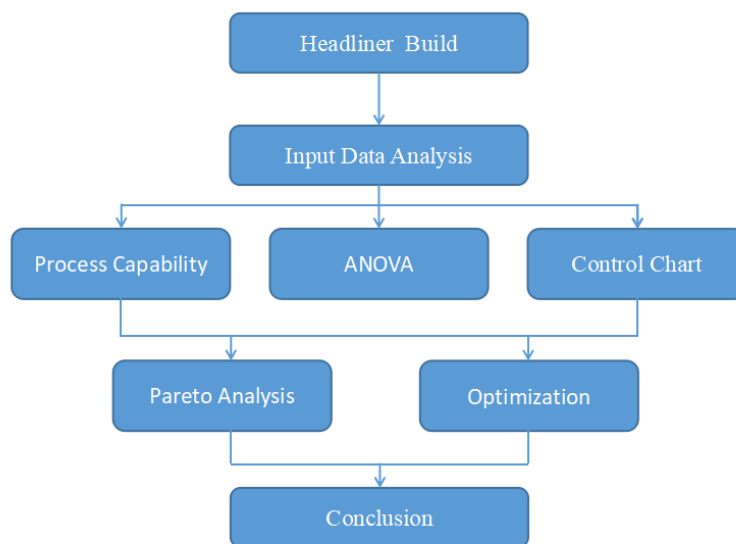 Headliner Build
Input Data Analysis
Process Capability
ANOVA
Control Chart
Pareto Analysis
Optimization
Conclusion